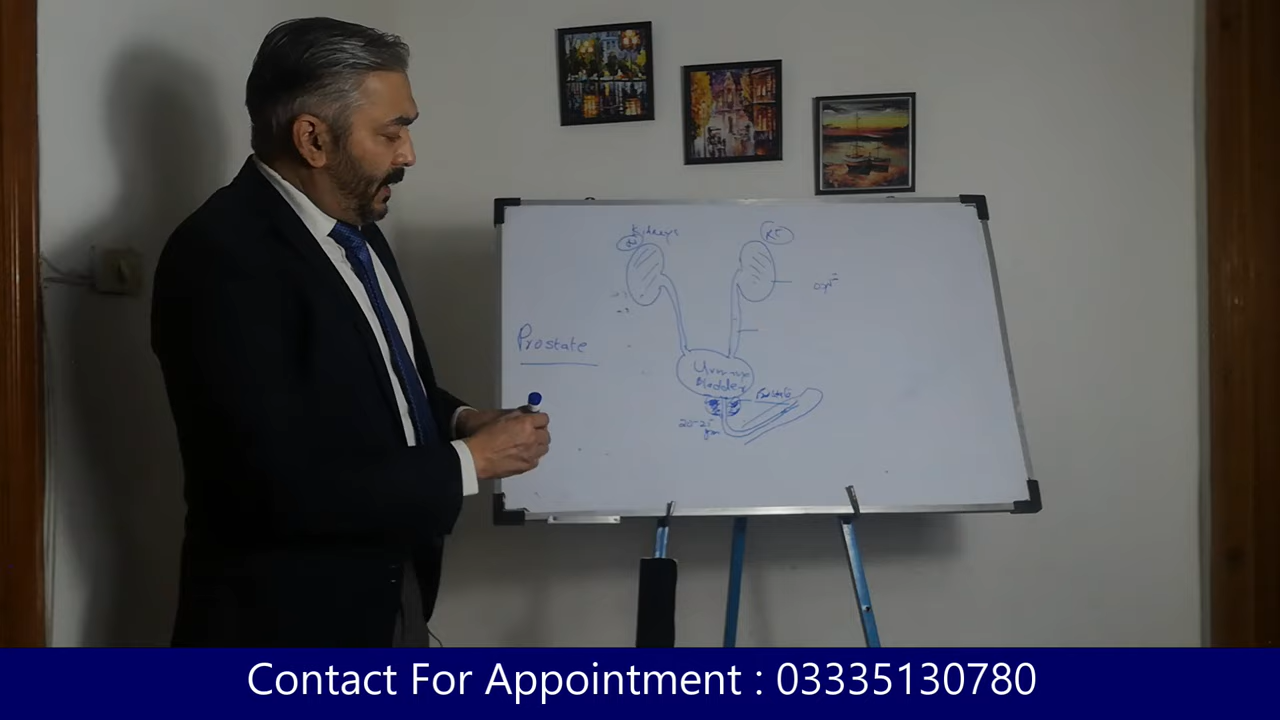 Kidneys
Rt
Prostate
Urinary
Bladder
Prostate
20-25
gm
Contact For Appointment : 03335130780